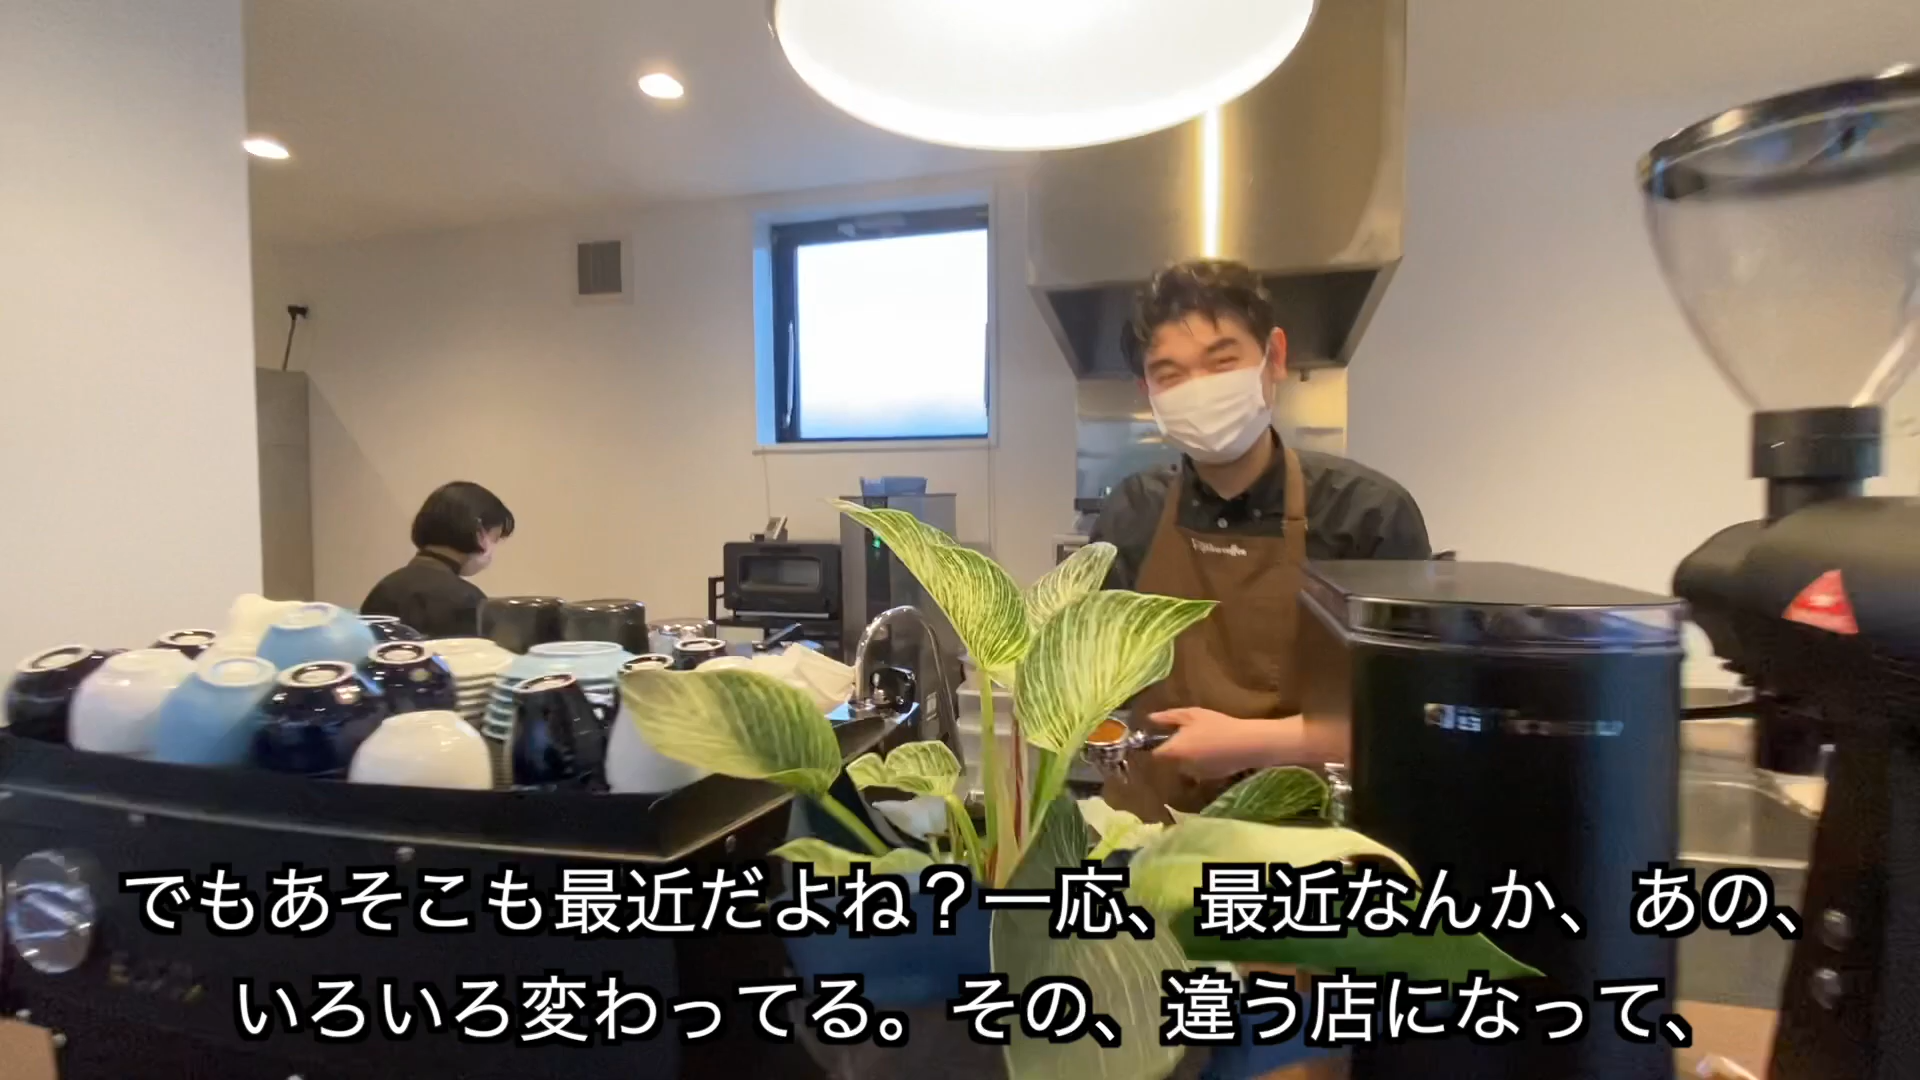 でもあそこも最近だよね？一応、最近なんか、あの、
いろいろ変わってる。その、違う店になって、